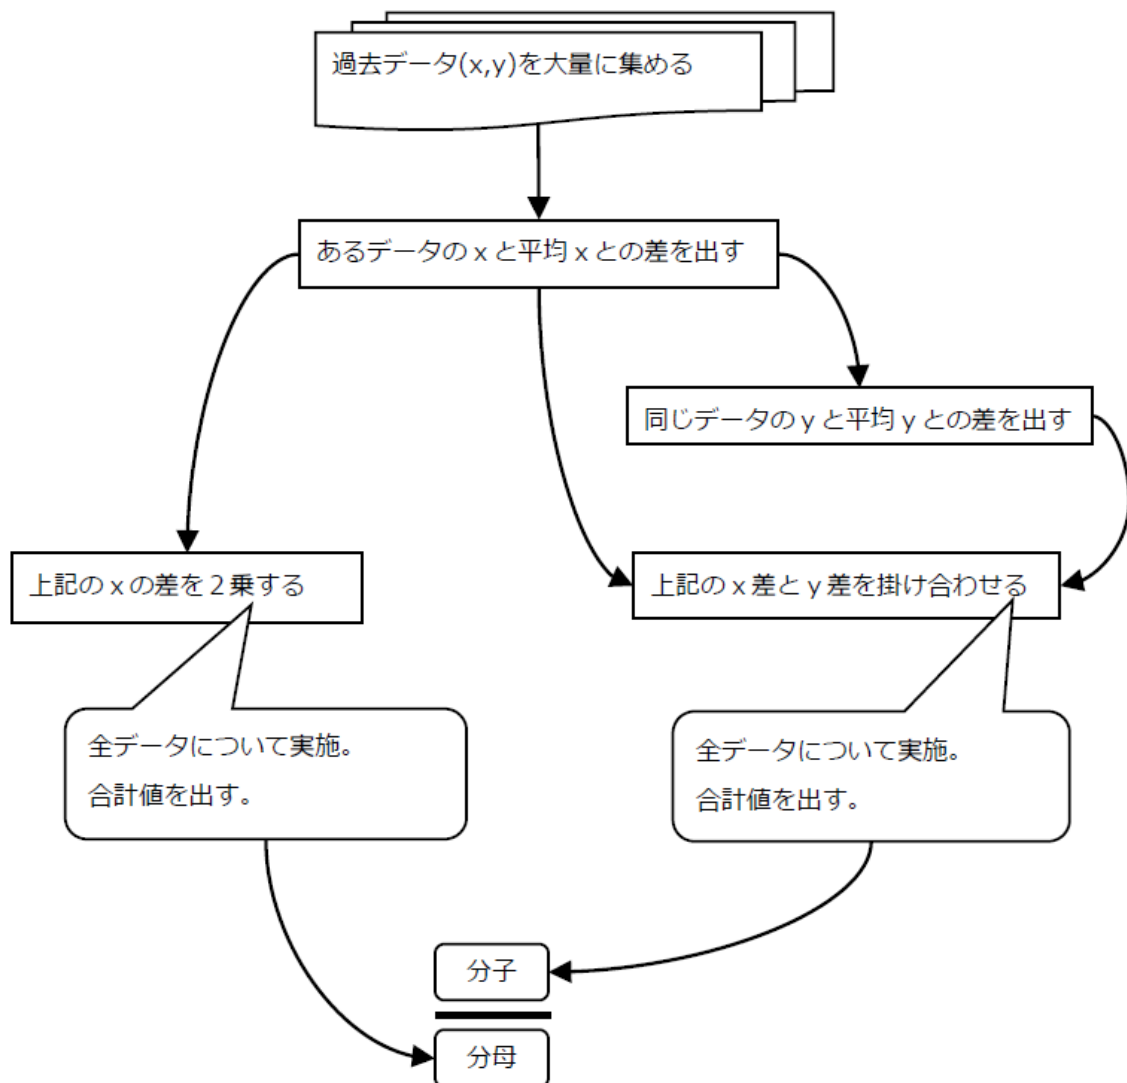 過去データ(x,y)を大量に集める
あるデータのxと平均xとの差を出す
同じデータのyと平均yとの差を出す
上記のxの差を2乗する
上記のx差とy差を掛け合わせる
全データについて実施。
合計値を出す。
全データについて実施。
合計値を出す。
分子
分母